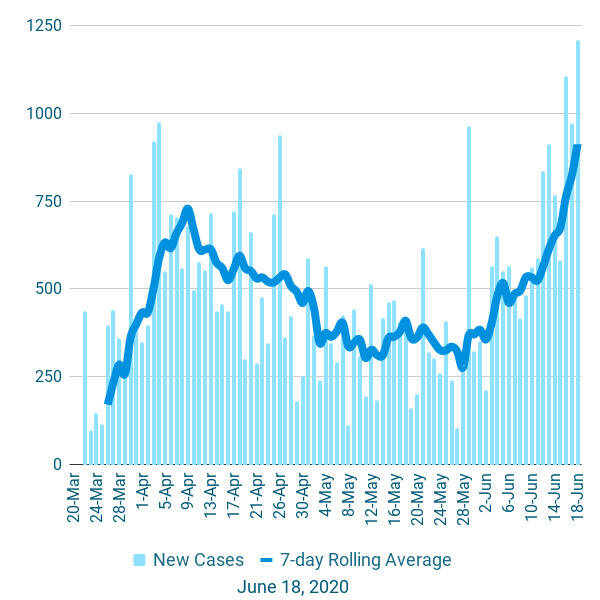 1250
1000
750
500
250
0
20-Mar
24-Mar
28-Mar
1-Apr
5-Apr
9-Apr
13-Apr
17-Apr
21-Apr
26-Apr
30-Apr
4-May
8-May
12-May
16-May
20-May
24-May
28-May
2-Jun
6-Jun
10-Jun
14-Jun
18-Jun
New Cases 7-day Rolling Average
June 18, 2020